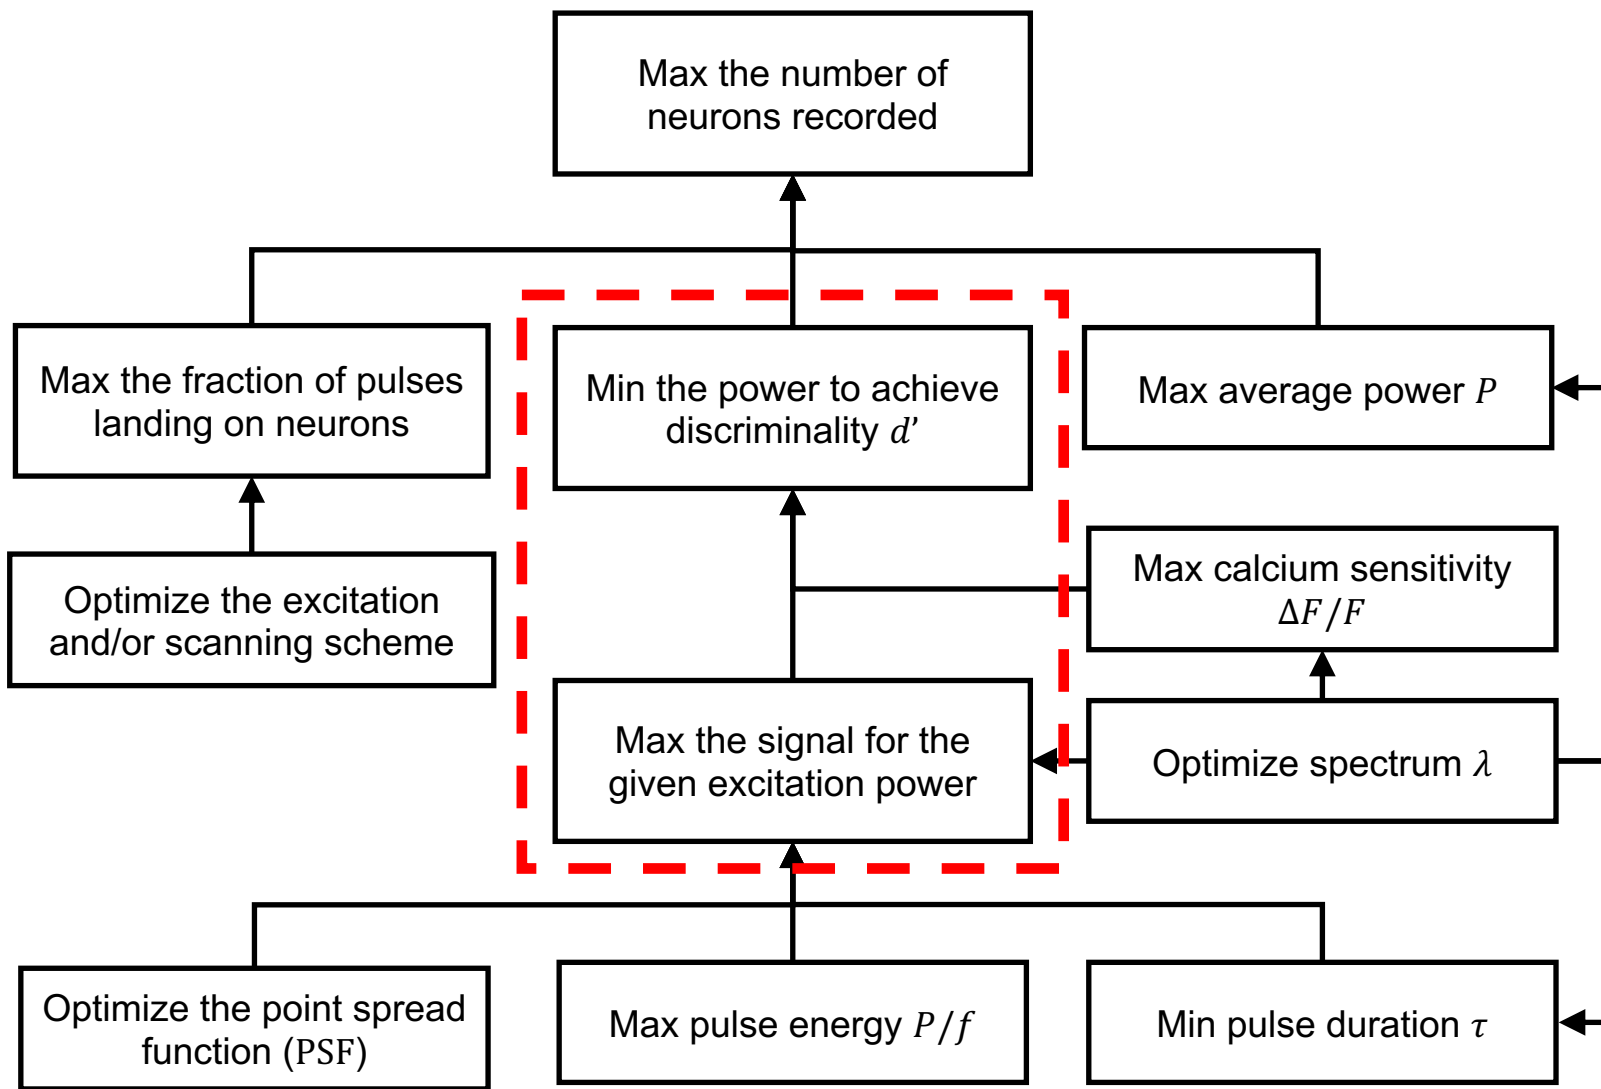 Max the number of
neurons recorded
Max the fraction of pulses
landing on neurons
Min the power to achieve
discriminality d’
Max average power P
Optimize the excitation
and/or scanning scheme
Max calcium sensitivity
ΔF/F
Max the signal for the
given excitation power
Optimize spectrum λ
Optimize the point spread
function (PSF)
Max pulse energy P/f
Min pulse duration τ